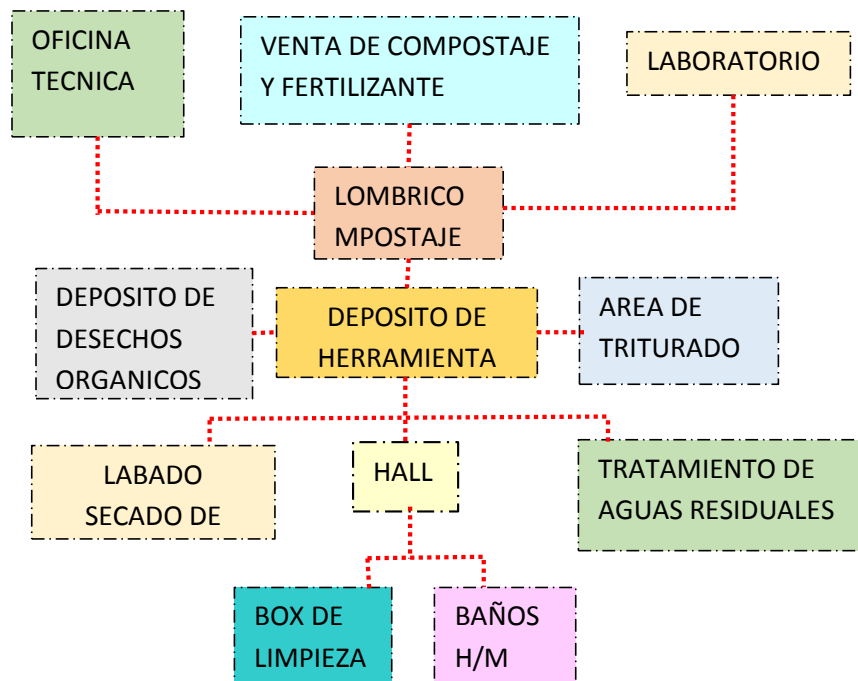 OFICINA
TECNICA
VENTA DE COMPOSTAJE
Y FERTILIZANTE
LABORATORIO
LOMBRICO
MPOSTAJE
DEPOSITO DE
DESECHOS
ORGANICOS
DEPOSITO DE
HERRAMIENTA
AREA DE
TRITURADO
LABADO
SECADO DE
HALL
TRATAMIENTO DE
AGUAS RESIDUALES
BOX DE
LIMPIEZA
BAÑOS
H/M